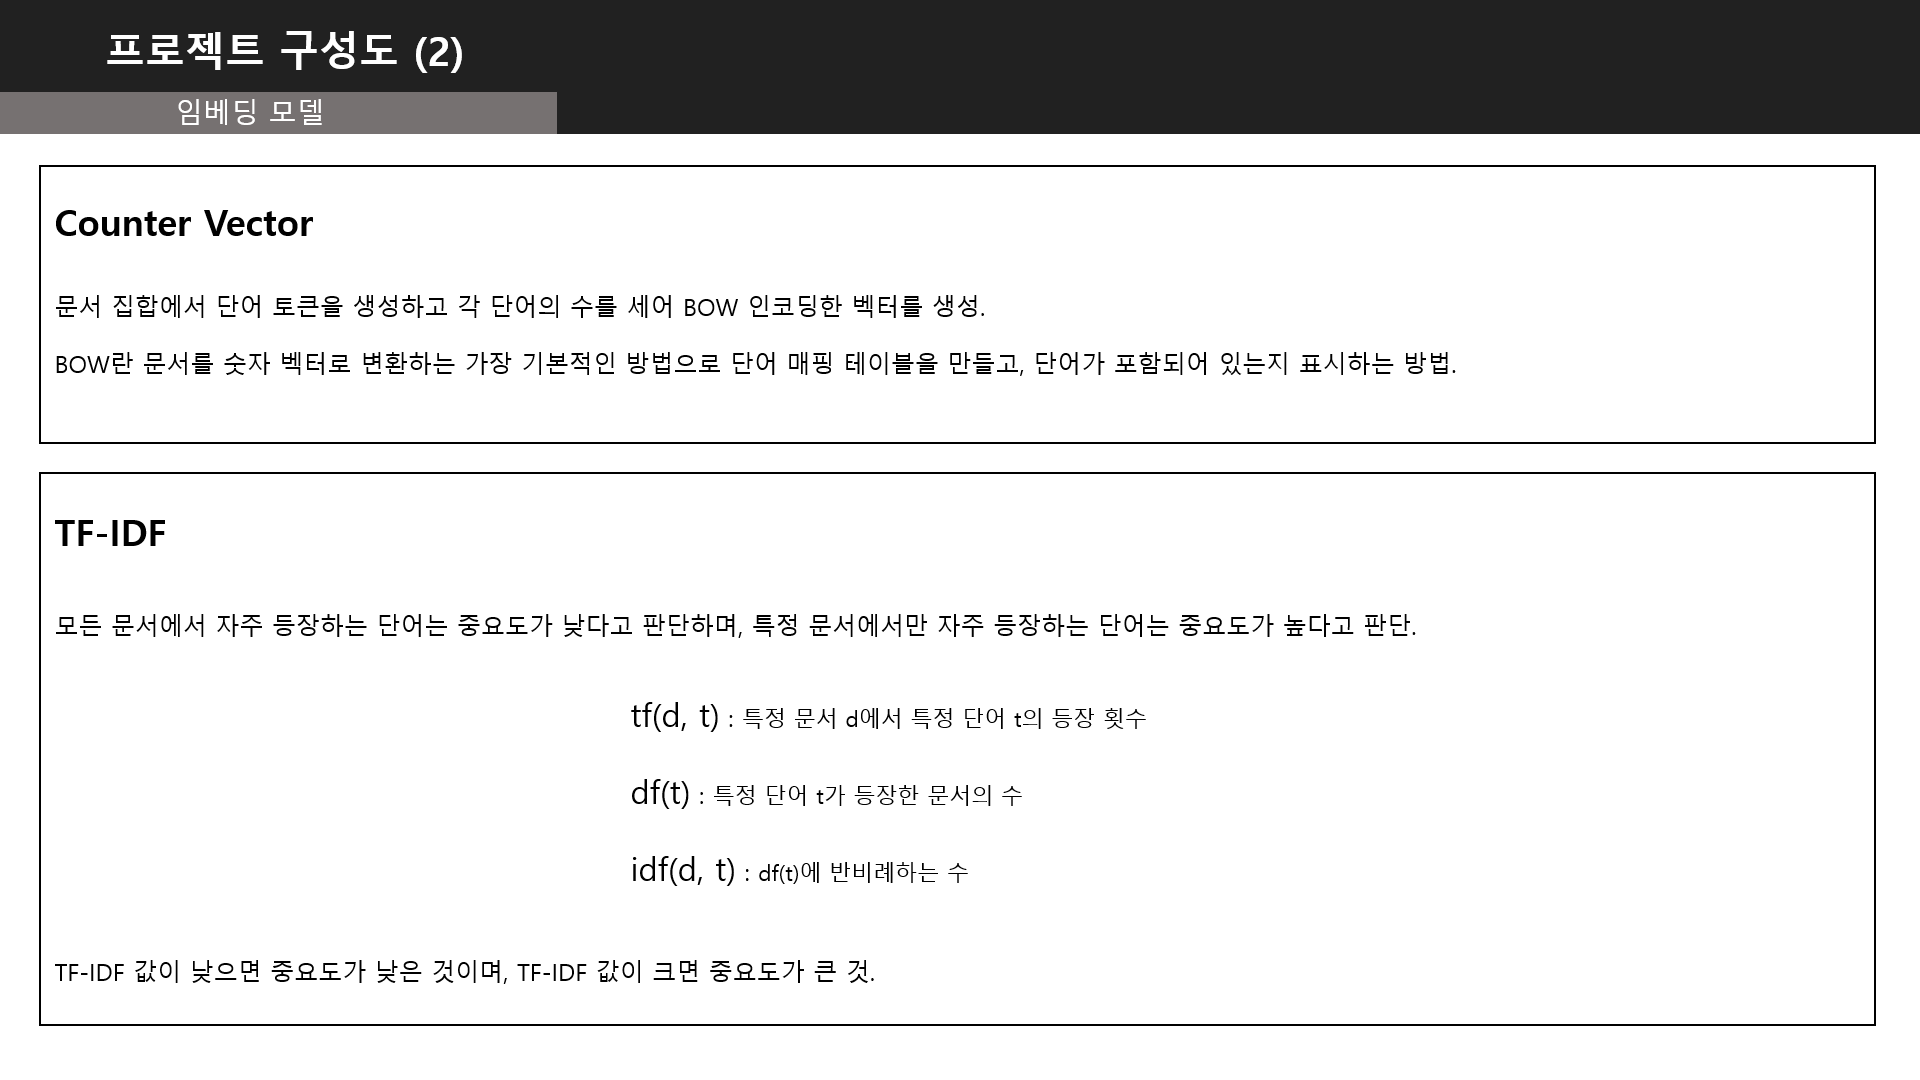 프로젝트 구성도 (2)
임베딩 모델
Counter Vector
문서 집합에서 단어 토큰을 생성하고 각 단어의 수를 세어 BOW 인코딩한 벡터를 생성.
BOW란 문서를 숫자 벡터로 변환하는 가장 기본적인 방법으로 단어 매핑 테이블을 만들고, 단어가 포함되어 있는지 표시하는 방법.
TF-IDF
모든 문서에서 자주 등장하는 단어는 중요도가 낮다고 판단하며, 특정 문서에서만 자주 등장하는 단어는 중요도가 높다고 판단.
tf(d, t) : 특정 문서 d에서 특정 단어 t의 등장 횟수
df(t) : 특정 단어 t가 등장한 문서의 수
idf(d, t) : df(t)에 반비례하는 수
TF-IDF 값이 낮으면 중요도가 낮은 것이며, TF-IDF 값이 크면 중요도가 큰 것.